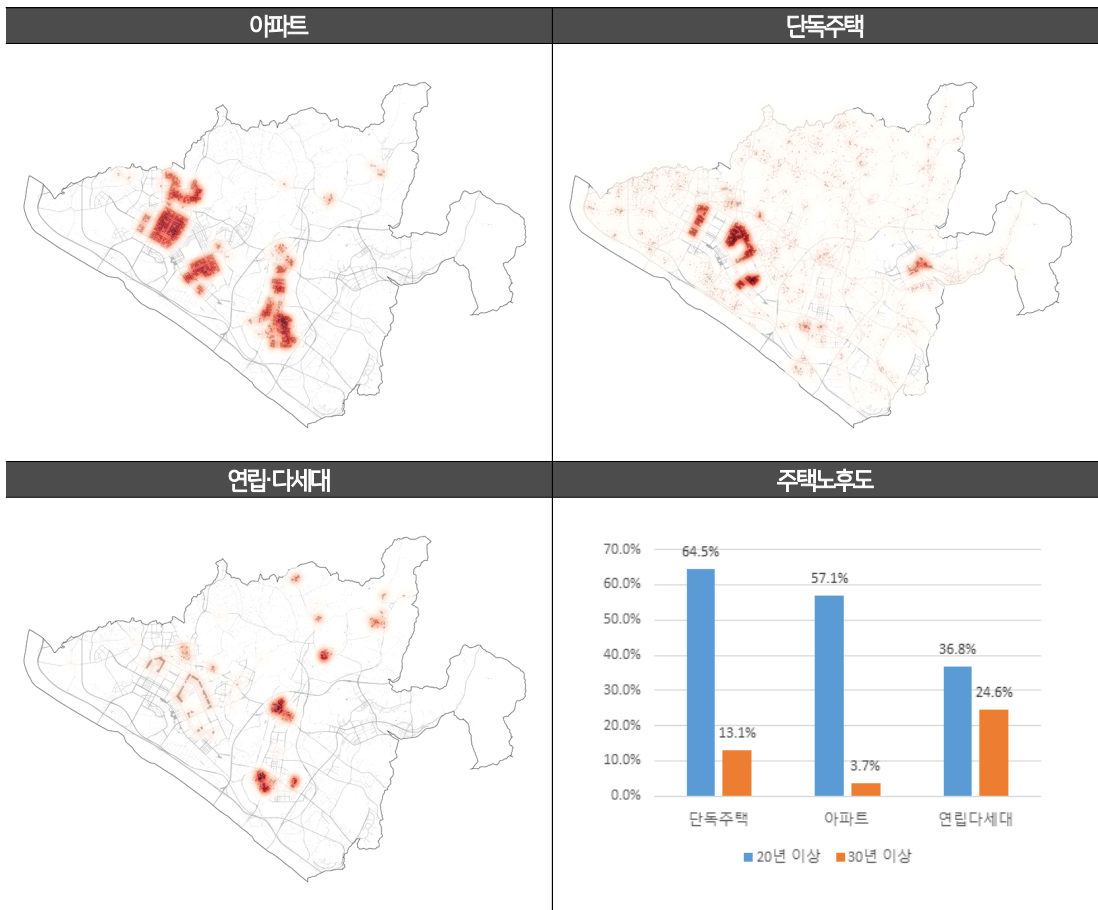 아파트
단독주택
연립·다세대
주택노후도
70.0%
60.0%
50.0%
40.0%
30.0%
20.0%
10.0%
0.0%
64.5%
13.1%
57.1%
3.7%
36.8%
24.6%
단독주택
아파트
연립다세대
20년 이상
30년 이상